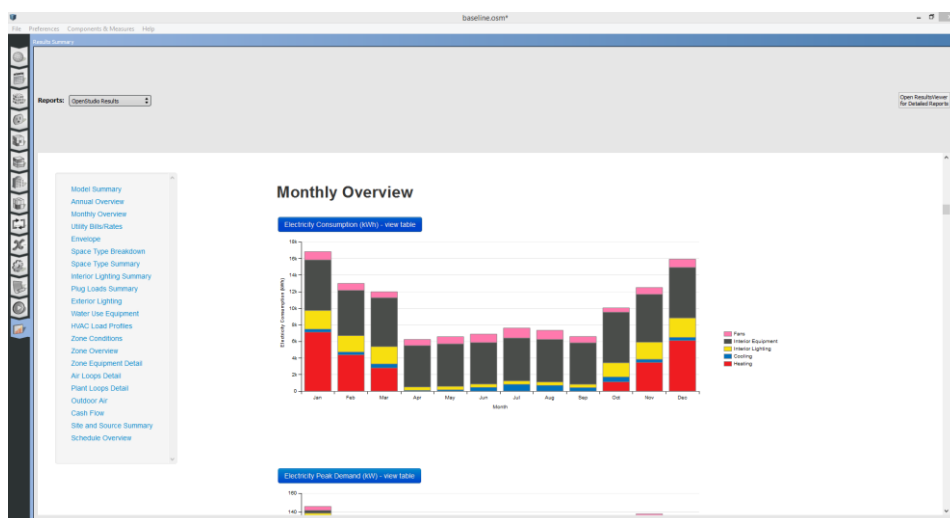 baseline.osm*
File Preferences Components & Measures Help
Results Summary
Reports: OpenStudio Results
Open ResultsViewer
for Detailed Reports
Model Summary
Annual Overview
Monthly Overview
Utility Bills/Rates
Envelope
Space Type Breakdown
Space Type Summary
Interior Lighting Summary
Plug Loads Summary
Exterior Lighting
Water Use Equipment
HVAC Load Profiles
Zone Conditions
Zone Overview
Zone Equipment Detail
Air Loops Detail
Plant Loops Detail
Outdoor Air
Cash Flow
Site and Source Summary
Schedule Overview
Monthly Overview
Electricity Consumption (kWh) - view table
Electricity Consumption (kWh)
18k
16k
14k
12k
10k
8k
6k
4k
2k
0
Jan Feb Mar Apr May Jun Jul Aug Sep Oct Nov Dec
Month
Fans
Interior Equipment
Interior Lighting
Cooling
Heating
Electricity Peak Demand (kW) - view table
160
140